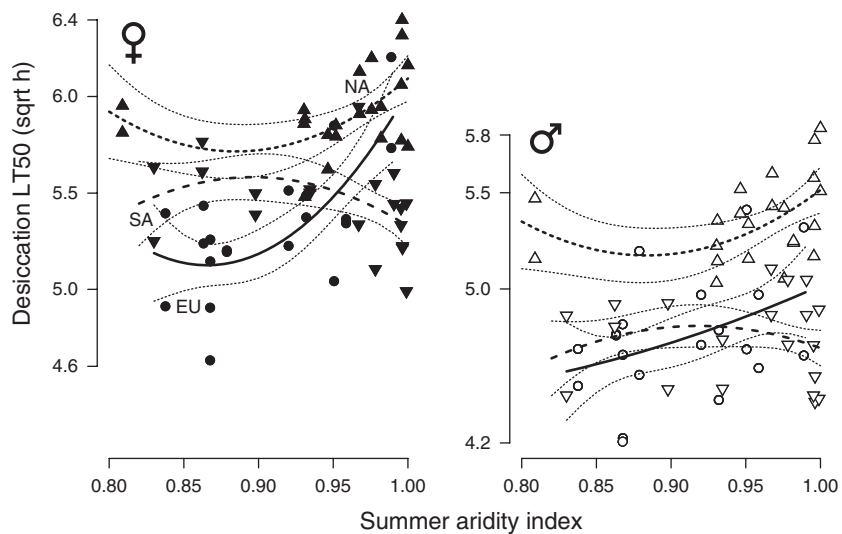 ♀
♂
Desiccation LT50 (sqrt h)
6.4
6.0
5.5
5.0
4.6
NA
SA
EU
0.80 0.85 0.90 0.95 1.00
5.8
5.5
5.0
4.2
0.80 0.85 0.90 0.95 1.00
Summer aridity index